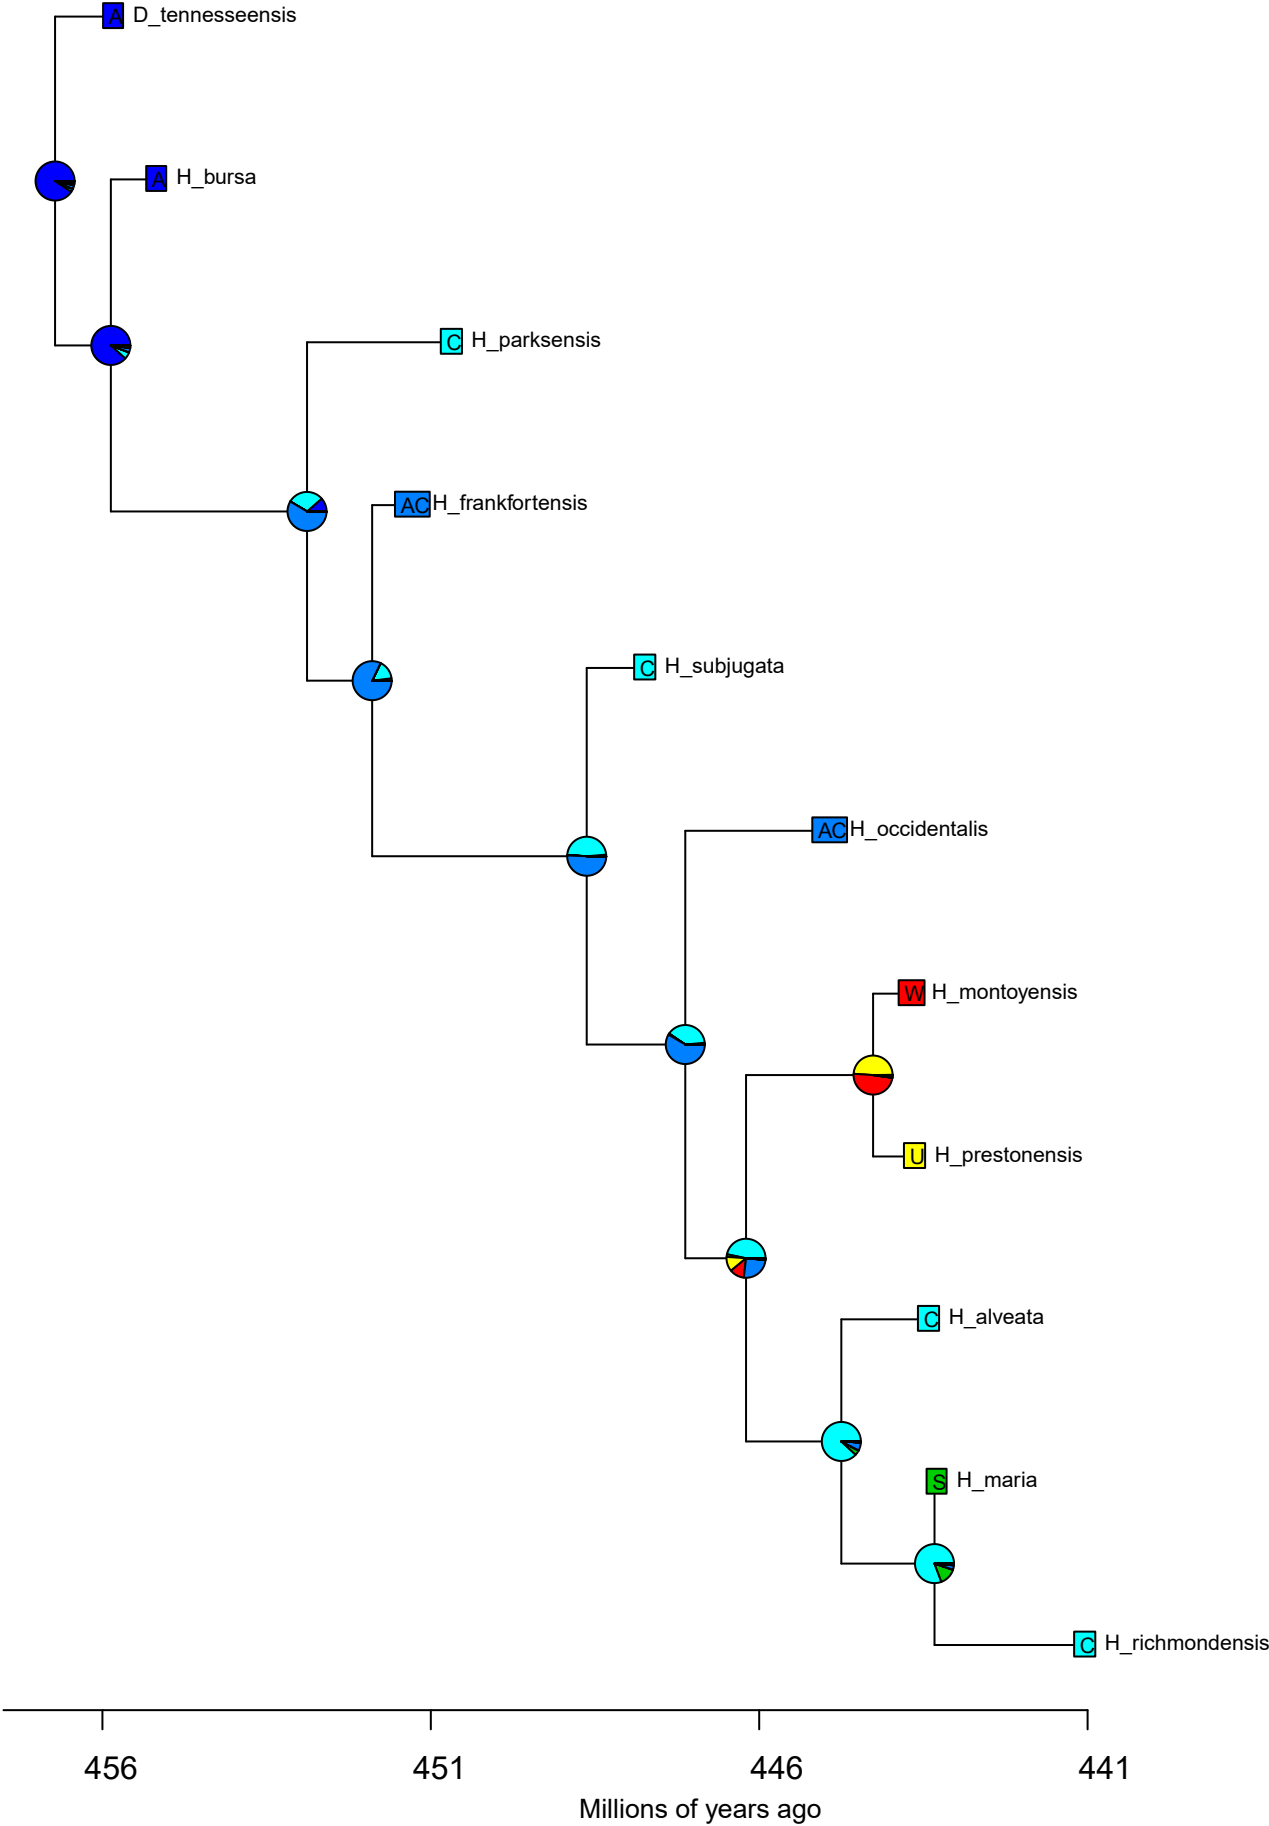 A D_tennesseensis
A H_bursa
C H_parksensis
AC H_frankfortensis
C H_subjugata
AC H_occidentalis
W H_montoyensis
U H_prestonensis
C H_alveata
S H_maria
C H_richmondensis
456 451 446 441
Millions of years ago